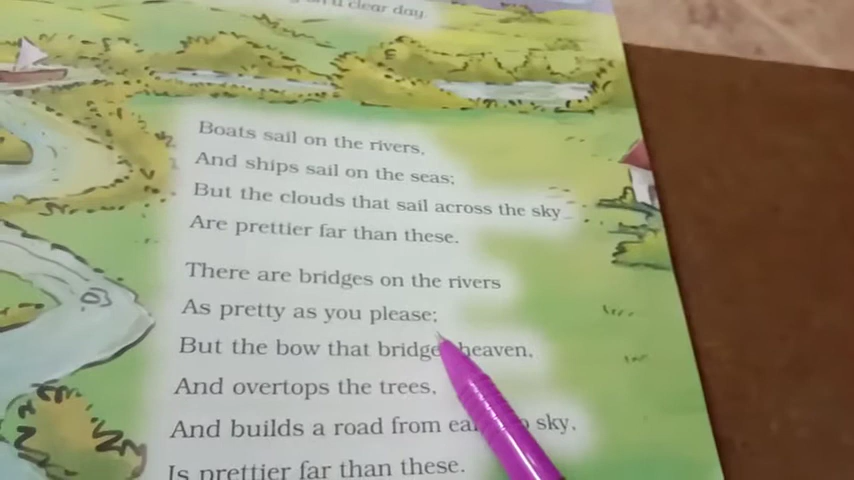 on a clear day.
Boats sail on the rivers,
And ships sail on the seas;
But the clouds that sail across the sky
Are prettier far than these.
There are bridges on the rivers
As pretty as you please;
But the bow that bridge heaven,
And overtops the trees,
And builds a road from sky,
Is prettier far than these.